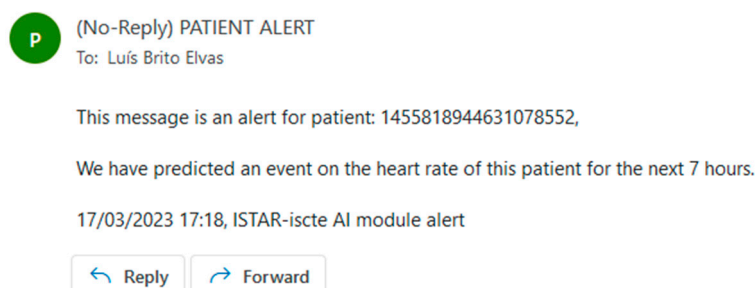 P
(No-Reply) PATIENT ALERT
To: Luís Brito Elvas
This message is an alert for patient: 1455818944631078552,
We have predicted an event on the heart rate of this patient for the next 7 hours.
17/03/2023 17:18, ISTAR-iscte AI module alert
Reply Forward